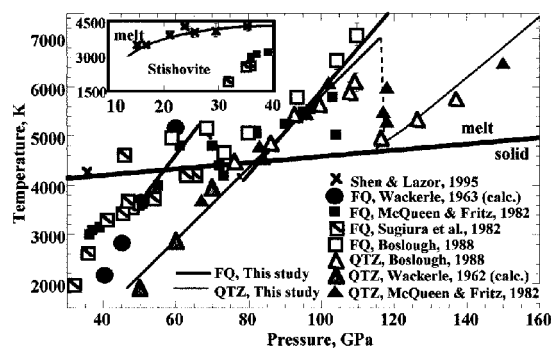 4500
3000
1500
melt
Stishovite
10
20
30
40
7000
6000
5000
4000
3000
2000
Temperature, K
melt
solid
Shen & Lazor, 1995
FQ, Wackerle, 1963 (calc.)
FQ, McQueen & Fritz, 1982
FQ, Sugiura et al., 1982
FQ, Boslough, 1988
QTZ, Boslough, 1988
QTZ, Wackerle, 1962 (calc.)
QTZ, McQueen & Fritz, 1982
FQ, This study
QTZ, This study
40
60
80
100
120
140
160
Pressure, GPa